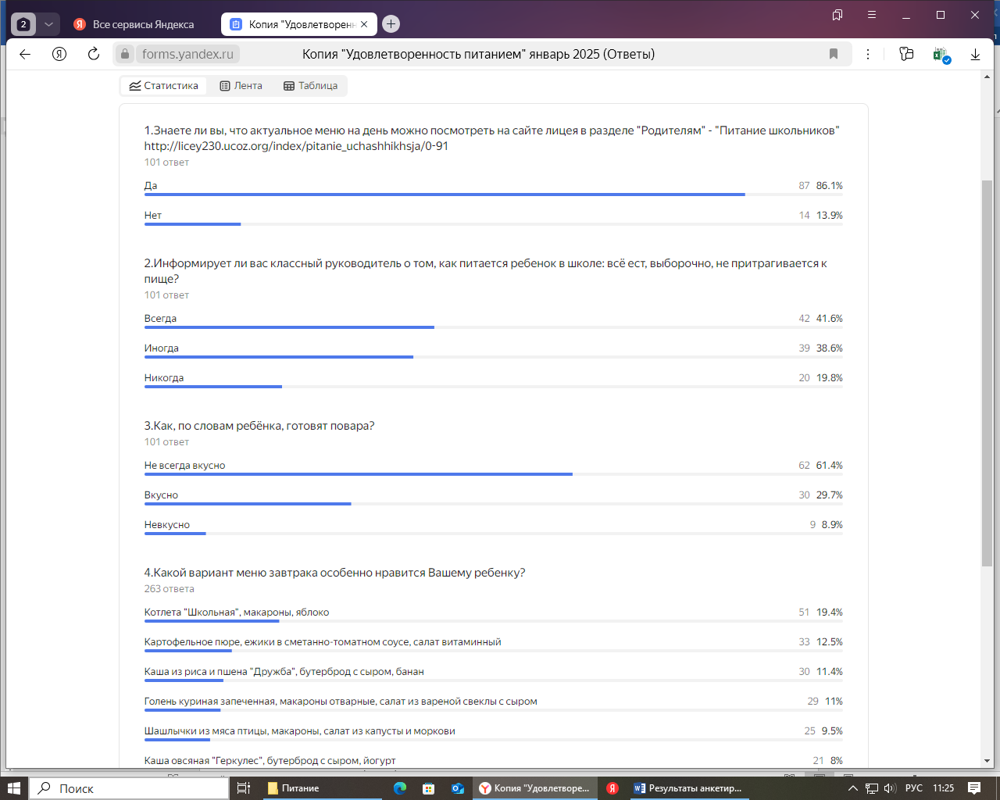 2
Все сервисы Яндекса
Копия "Удовлетворенн
forms.yandex.ru
Копия "Удовлетворенность питанием" январь 2025 (Ответы)
Статистика
Лента
Таблица
1.Знаете ли вы, что актуальное меню на день можно посмотреть на сайте лицея в разделе "Родителям" - "Питание школьников"
http://licey230.ucoz.org/index/pitanie_uchashhikhsja/0-91
101 ответ
Да 87 86.1%
Нет 14 13.9%
2.Информирует ли вас классный руководитель о том, как питается ребенок в школе: всё ест, выборочно, не притрагивается к
пище?
101 ответ
Всегда 42 41.6%
Иногда 39 38.6%
Никогда 20 19.8%
3.Как, по словам ребёнка, готовят повара?
101 ответ
Не всегда вкусно 62 61.4%
Вкусно 30 29.7%
Невкусно 9 8.9%
4.Какой вариант меню завтрака особенно нравится Вашему ребенку?
263 ответа
Котлета "Школьная", макароны, яблоко 51 19.4%
Картофельное пюре, ежики в сметанно-томатном соусе, салат витаминный 33 12.5%
Каша из риса и пшена "Дружба", бутерброд с сыром, банан 30 11.4%
Голень куриная запеченная, макароны отварные, салат из вареной свеклы с сыром 29 11%
Шашлычки из мяса птицы, макароны, салат из капусты и моркови 25 9.5%
Каша овсяная "Геркулес", бутерброд с сыром, йогурт 21 8%
Поиск
Питание
Копия "Удовлетворе...
Результаты анкетир...
РУС
11:25